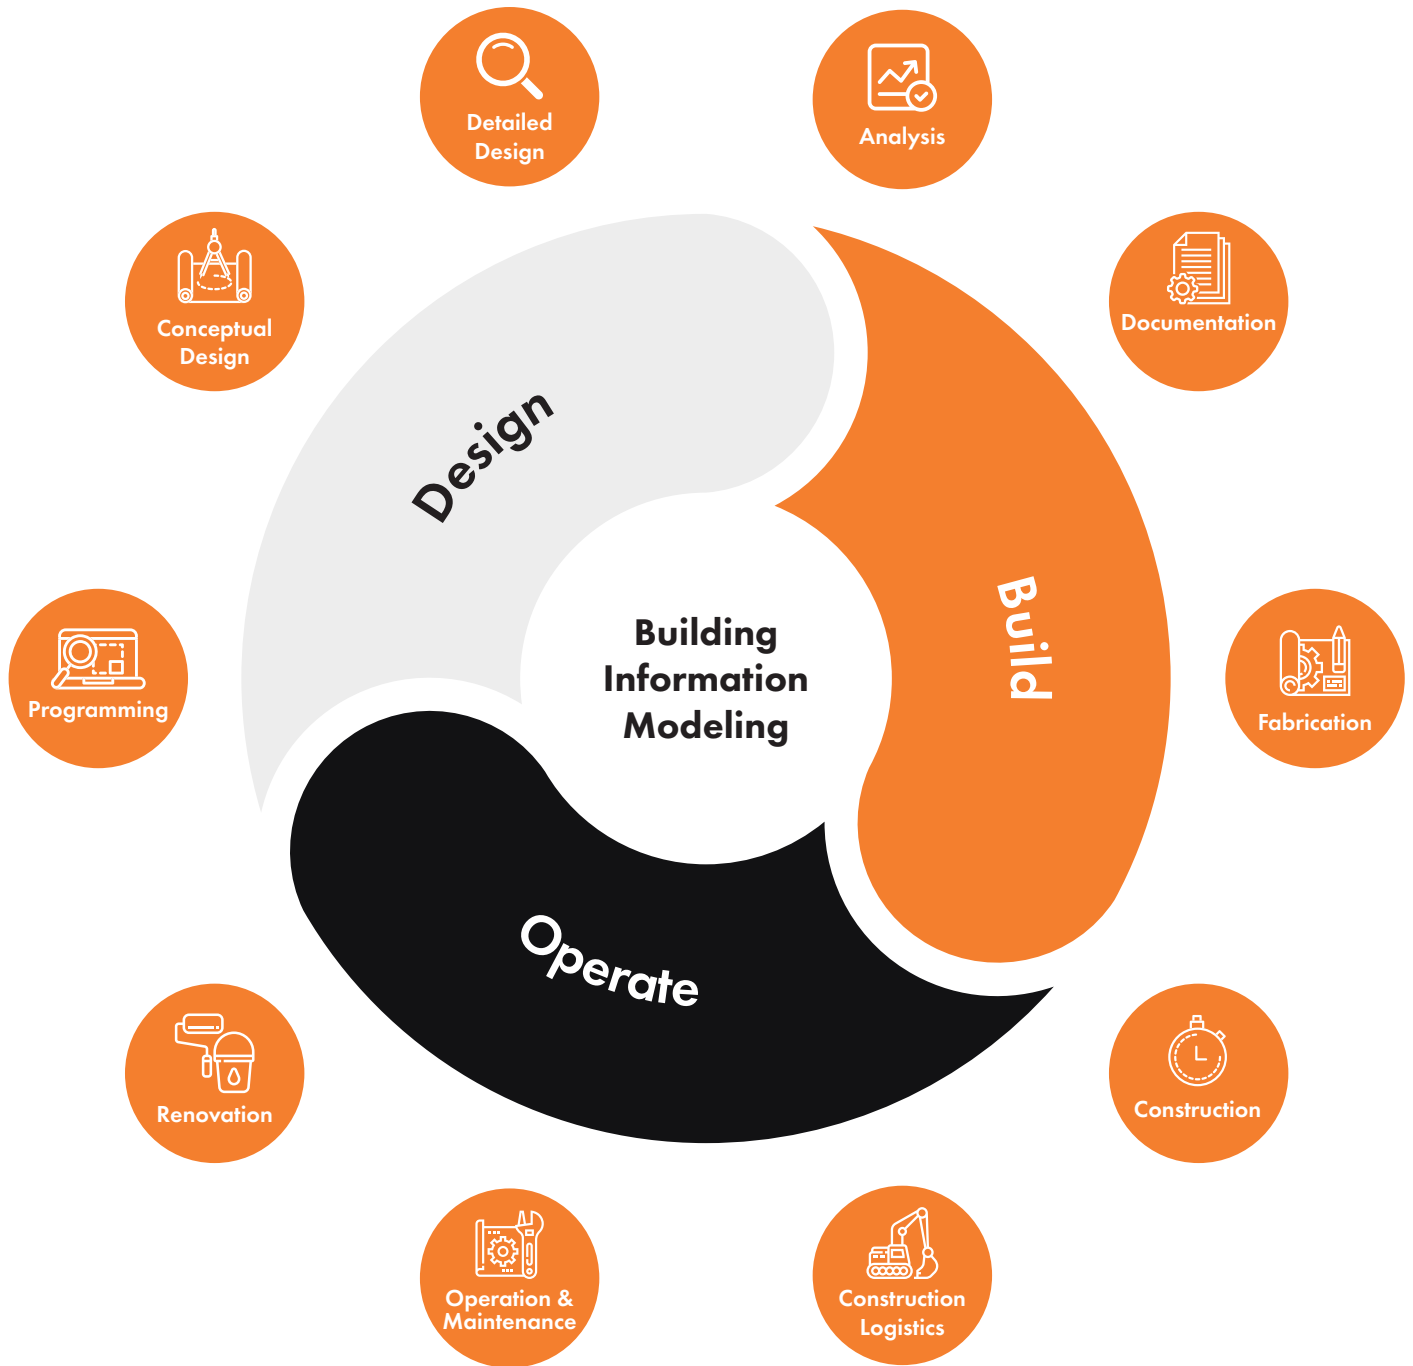 Detailed
Design
Analysis
Conceptual
Design
Documentation
Design
Build
Building
Information
Modeling
Programming
Fabrication
Operate
Renovation
Construction
Operation &
Maintenance
Construction
Logistics